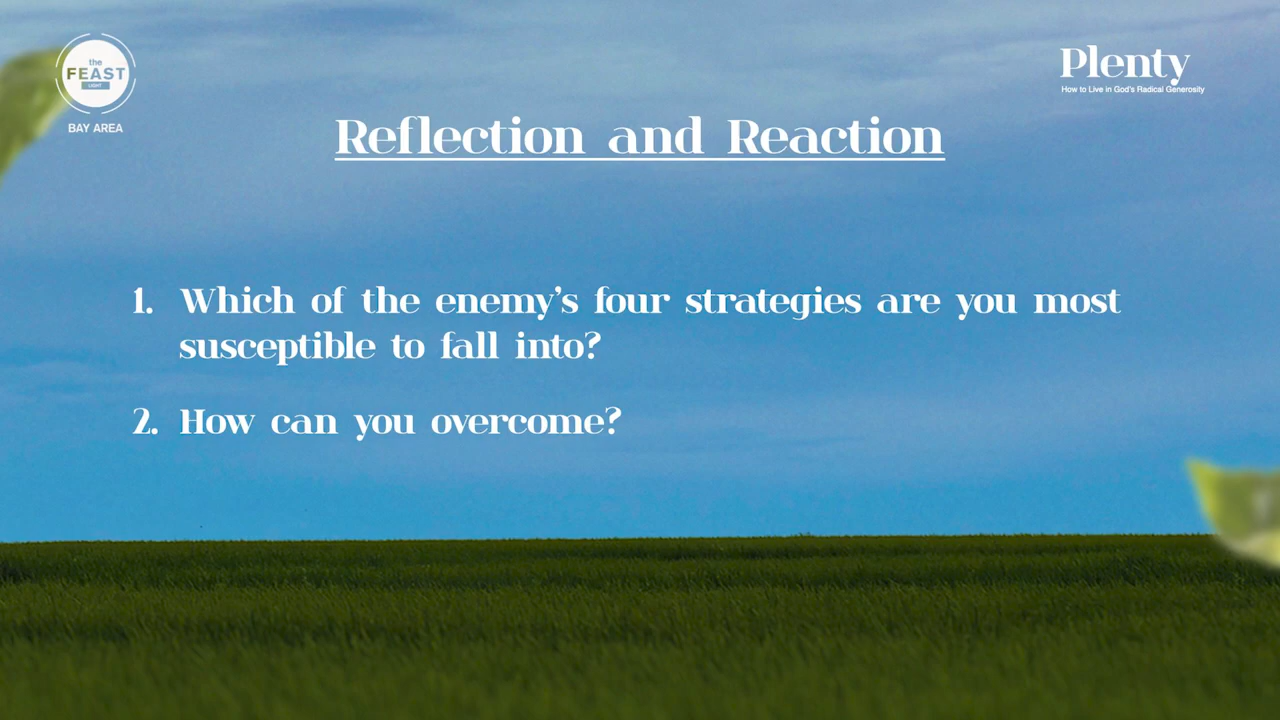 the
FEAST
LIGHT
BAY AREA
Plenty
How to Live in God's Radical Generosity
Reflection and Reaction
1. Which of the enemy's four strategies are you most
susceptible to fall into?
2. How can you overcome?